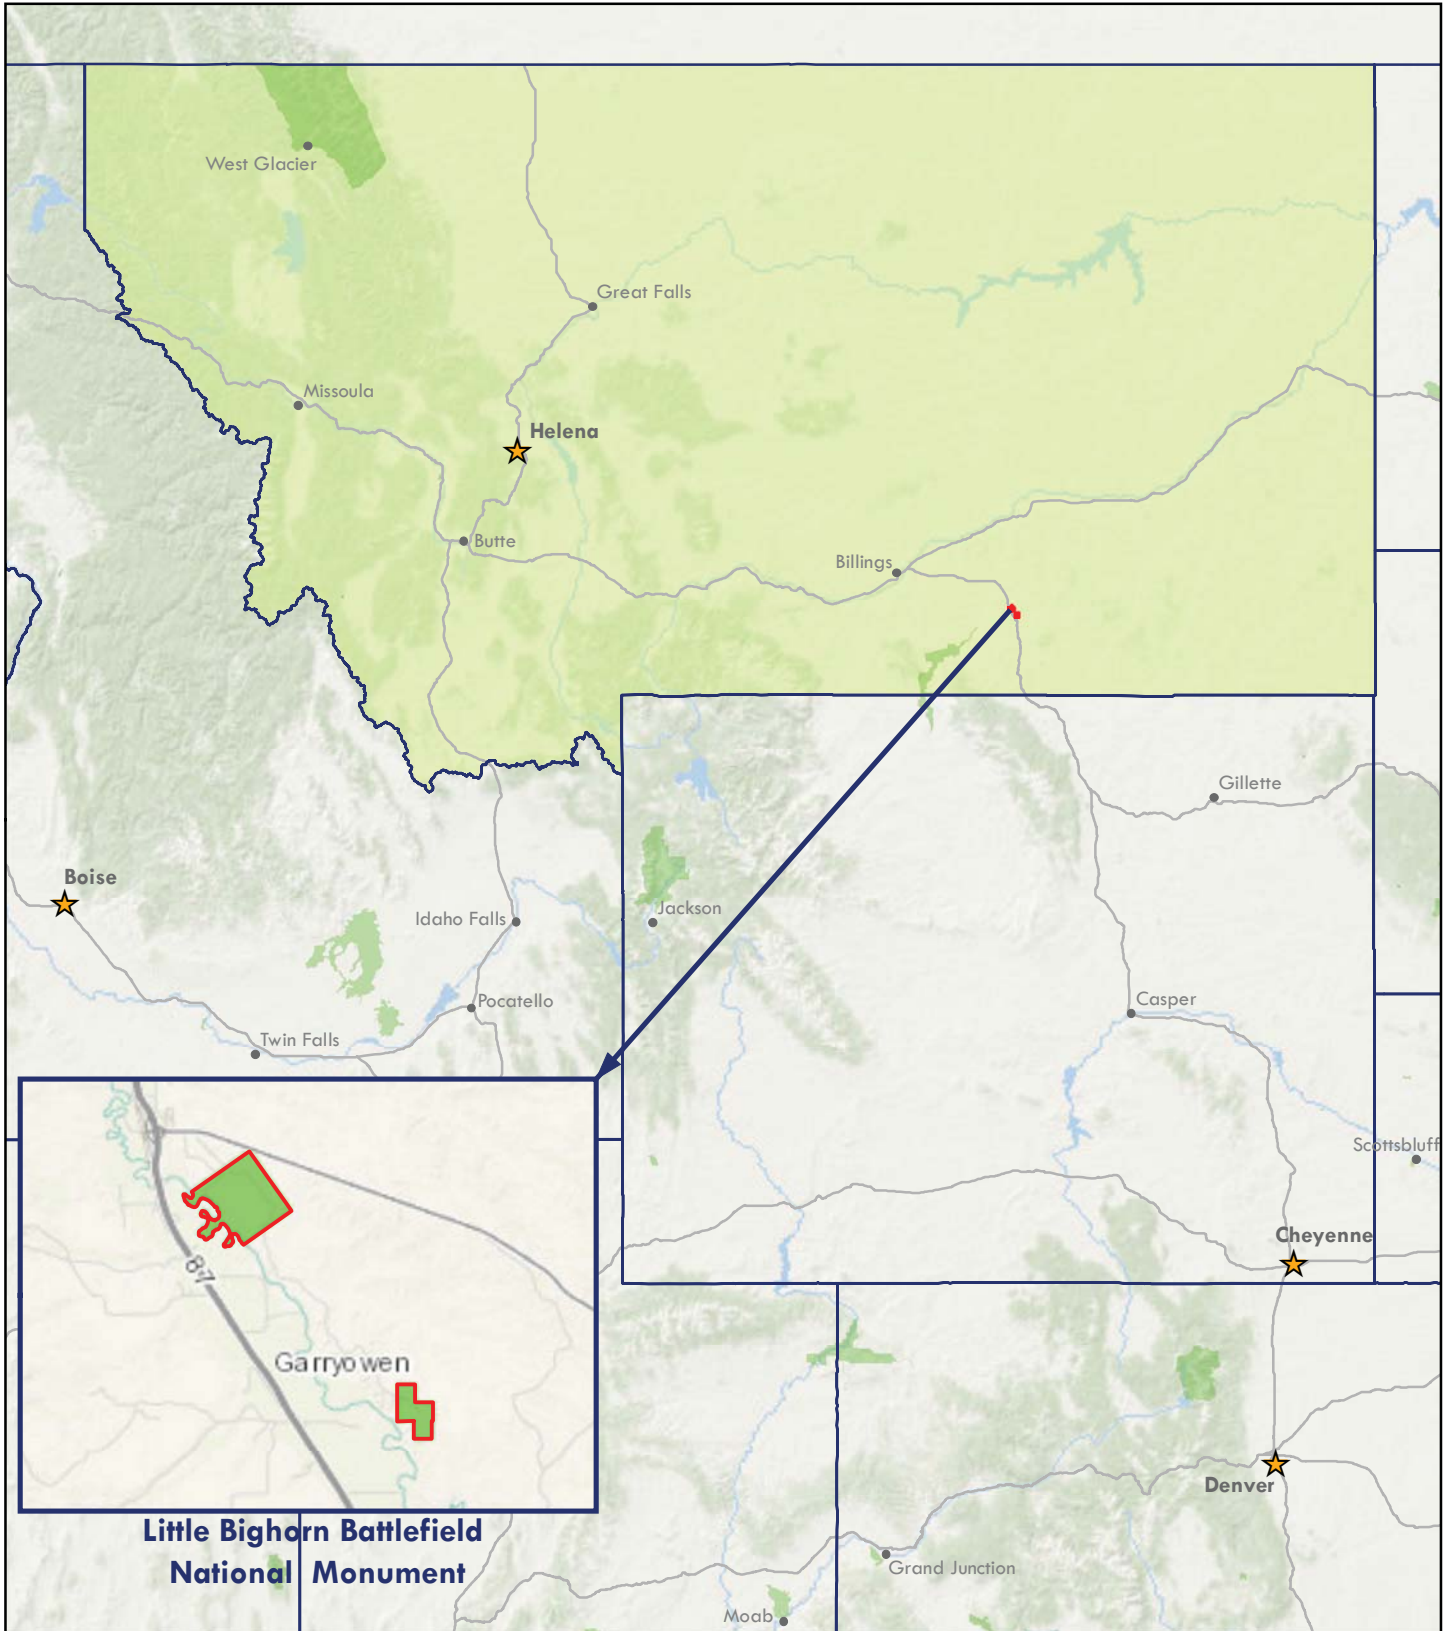 West Glacier
Great Falls
Missoula
Helena
Butte
Billings
Gillette
Boise
Jackson
Idaho Falls
Casper
Pocatello
Twin Falls
Scottsbluff
Cheyenne
87
Garryowen
Denver
Little Bighorn Battlefield
National Monument
Grand Junction
Moab